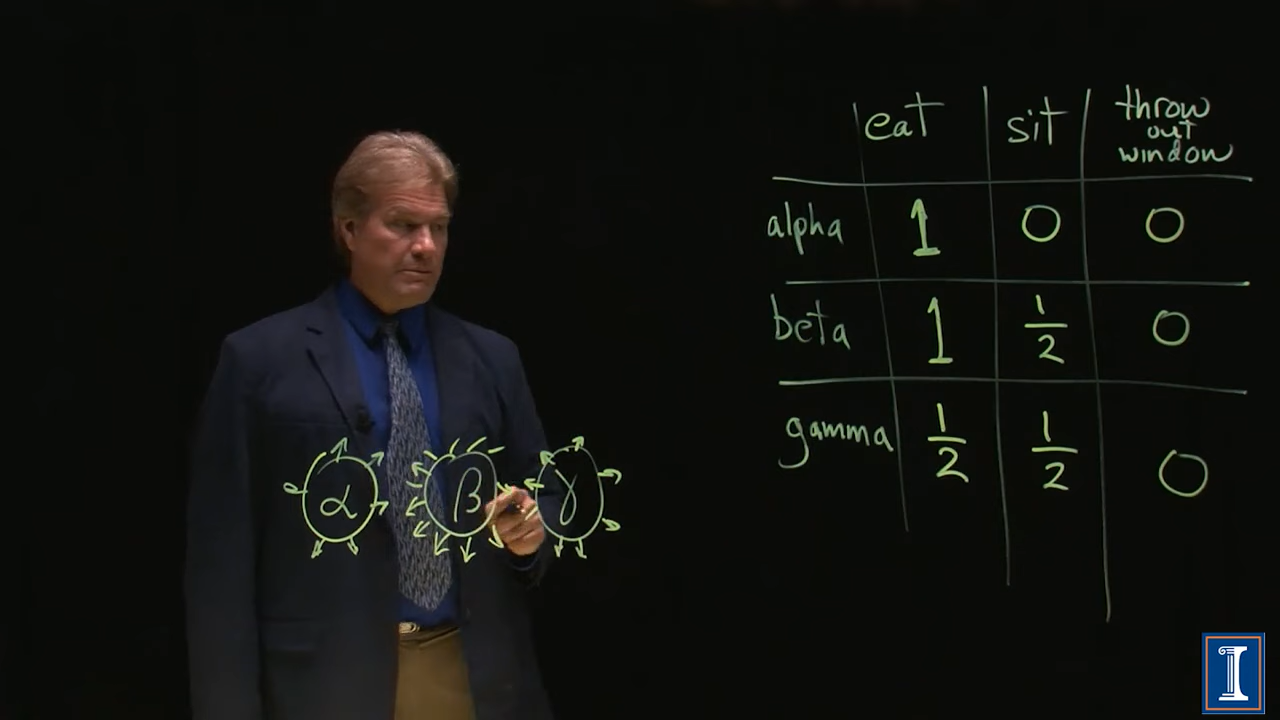 eat sit throw out window
alpha 1 0 0
beta 1 1/2 0
gamma 1/2 1/2 0
α β γ
I